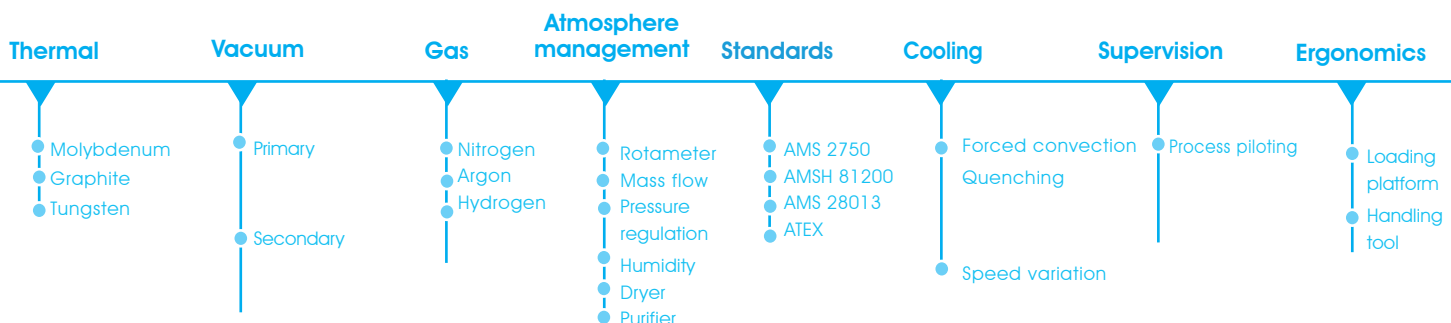 Thermal
Molybdenum
Graphite
Tungsten
Vacuum
Primary
Secondary
Gas
Nitrogen
Argon
Hydrogen
Atmosphere
management
Rotameter
Mass flow
Pressure
regulation
Humidity
Dryer
Purifier
Standards
AMS 2750
AMSH 81200
AMS 28013
ATEX
Cooling
Forced convection
Quenching
Speed variation
Supervision
Process piloting
Ergonomics
Loading
platform
Handling
tool